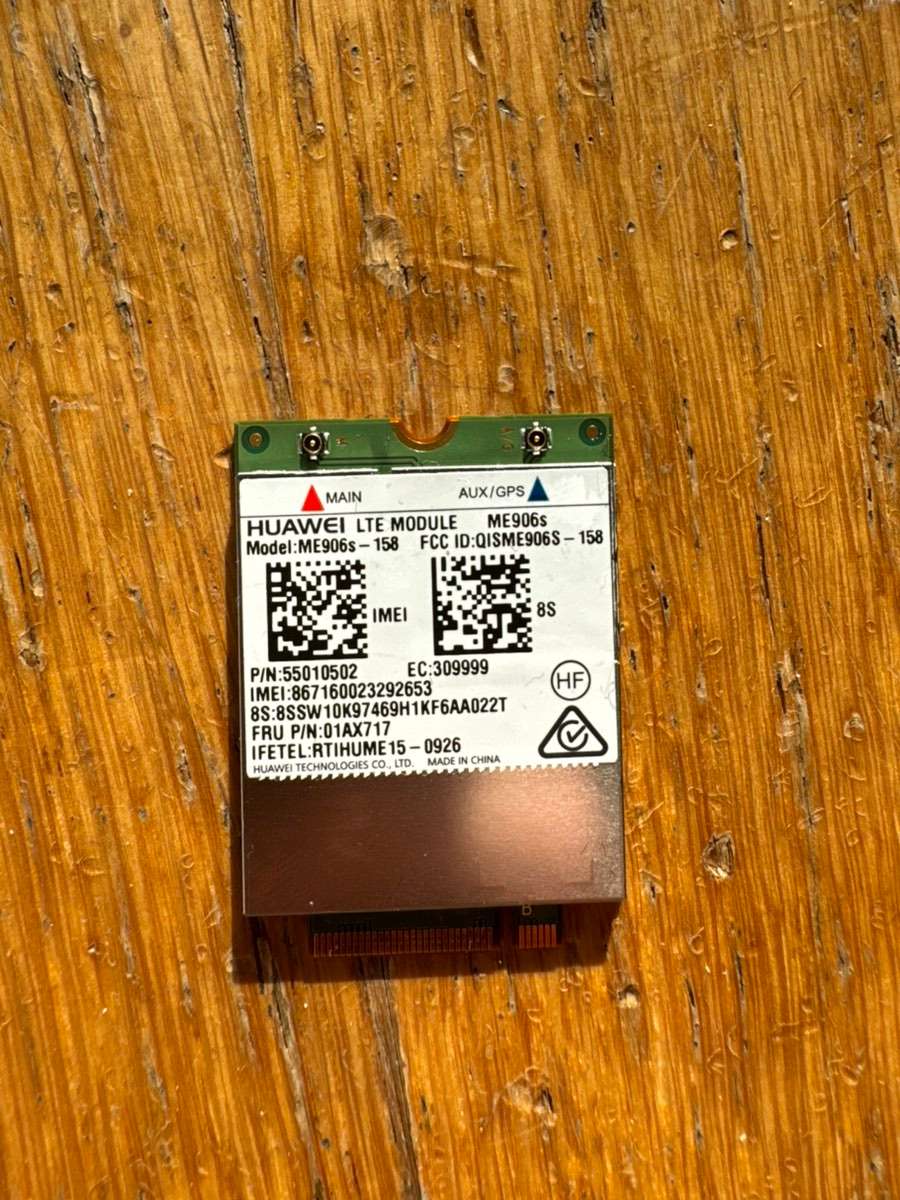 MAIN AUX/GPS
HUAWEI LTE MODULE ME906s
Model:ME906s-158 FCC ID:QISME906S-158
IMEI 8S
P/N:55010502 EC:309999
IMEI:867160023292653
HF
8S:8SSW10K97469H1KF6AA022T
FRU P/N:01AX717
IFETEL:RTIHUME15-0926
HUAWEI TECHNOLOGIES CO., LTD. MADE IN CHINA
B